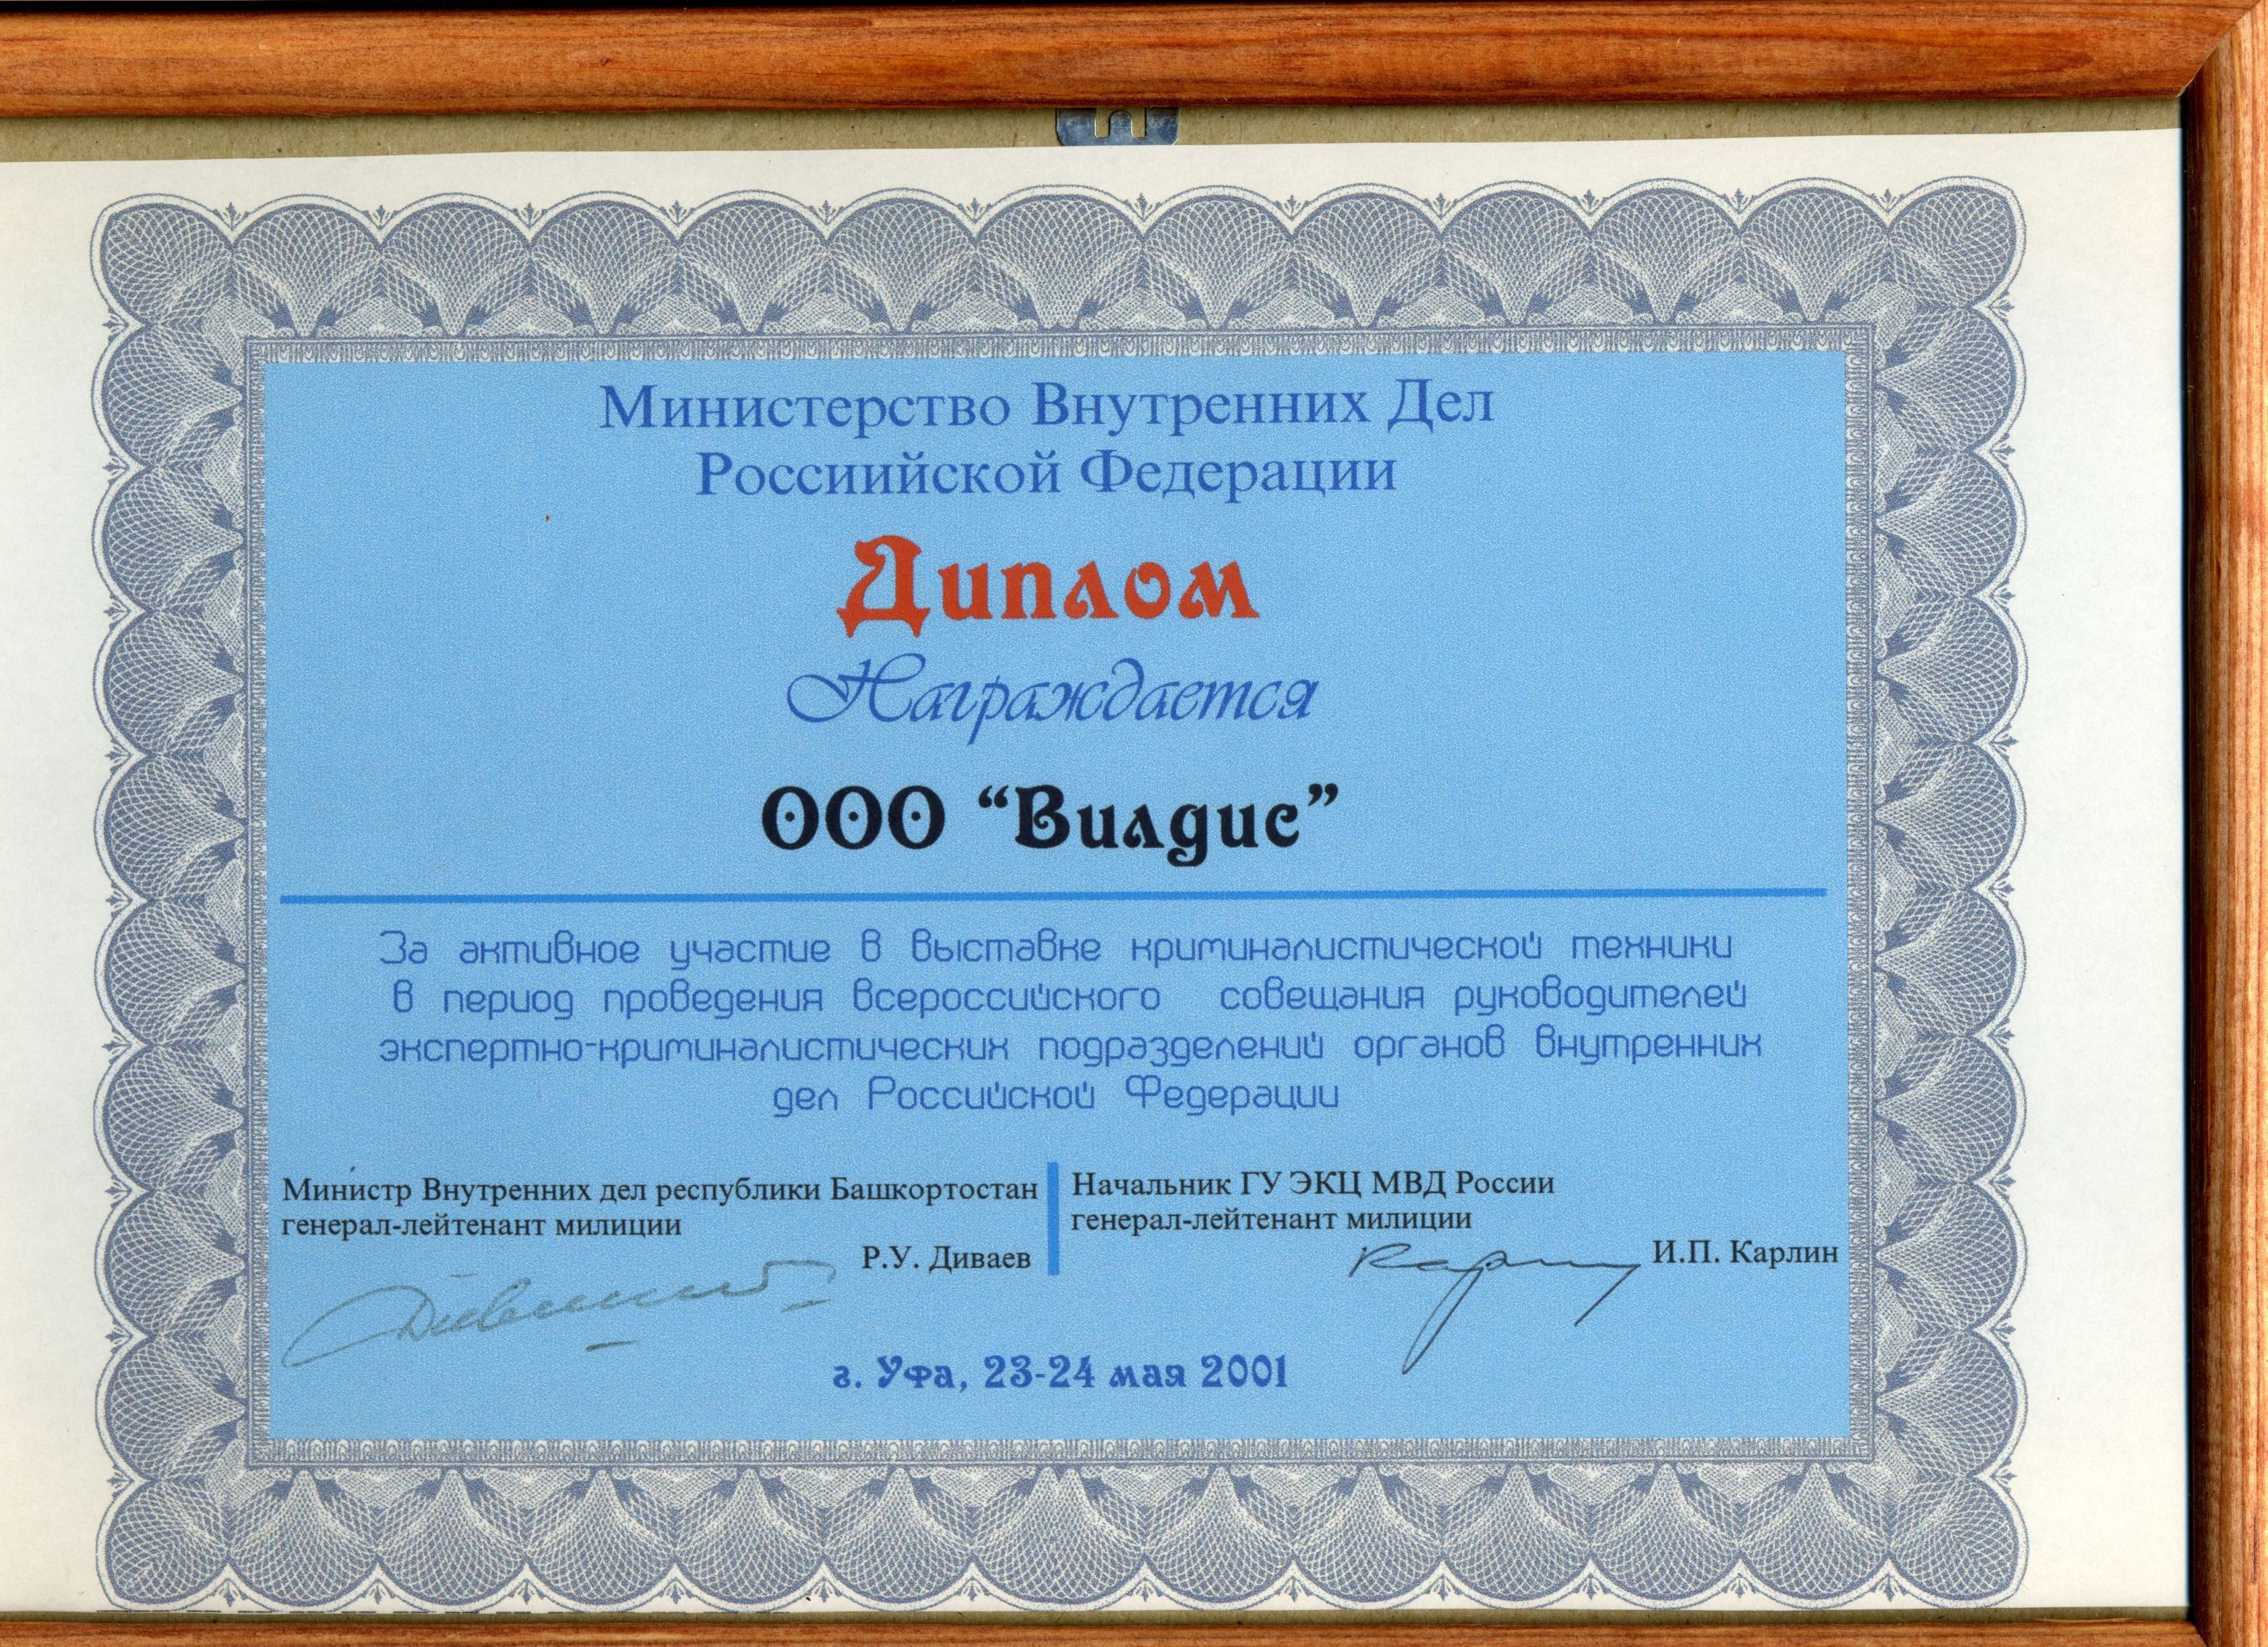 Министерство Внутренних Дел
Россиийской Федерации
Диплом
Награждается
ООО “Вилдис”
За активное участие в выставке криминалистической техники
в период проведения всероссийского совещания руководителей
экспертно-криминалистических подразделений органов внутренних
дел Российской Федерации
Министр Внутренних дел республики Башкортостан
генерал-лейтенант милиции
Р.У. Диваев
Начальник ГУ ЭКЦ МВД России
генерал-лейтенант милиции
И.П. Карлин
г. Уфа, 23-24 мая 2001